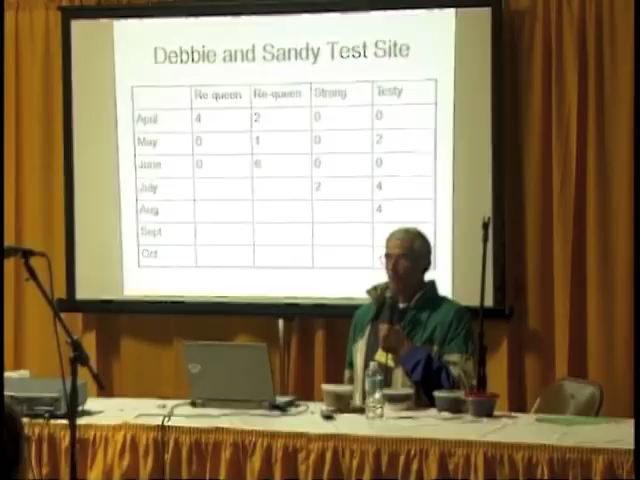 Debbie and Sandy Test Site
Re queen Re-queen Strong Testy
April 4 2 0 0
May 0 1 0 2
June 0 6 0 0
July 2 4
Aug 4
Sept
Oct